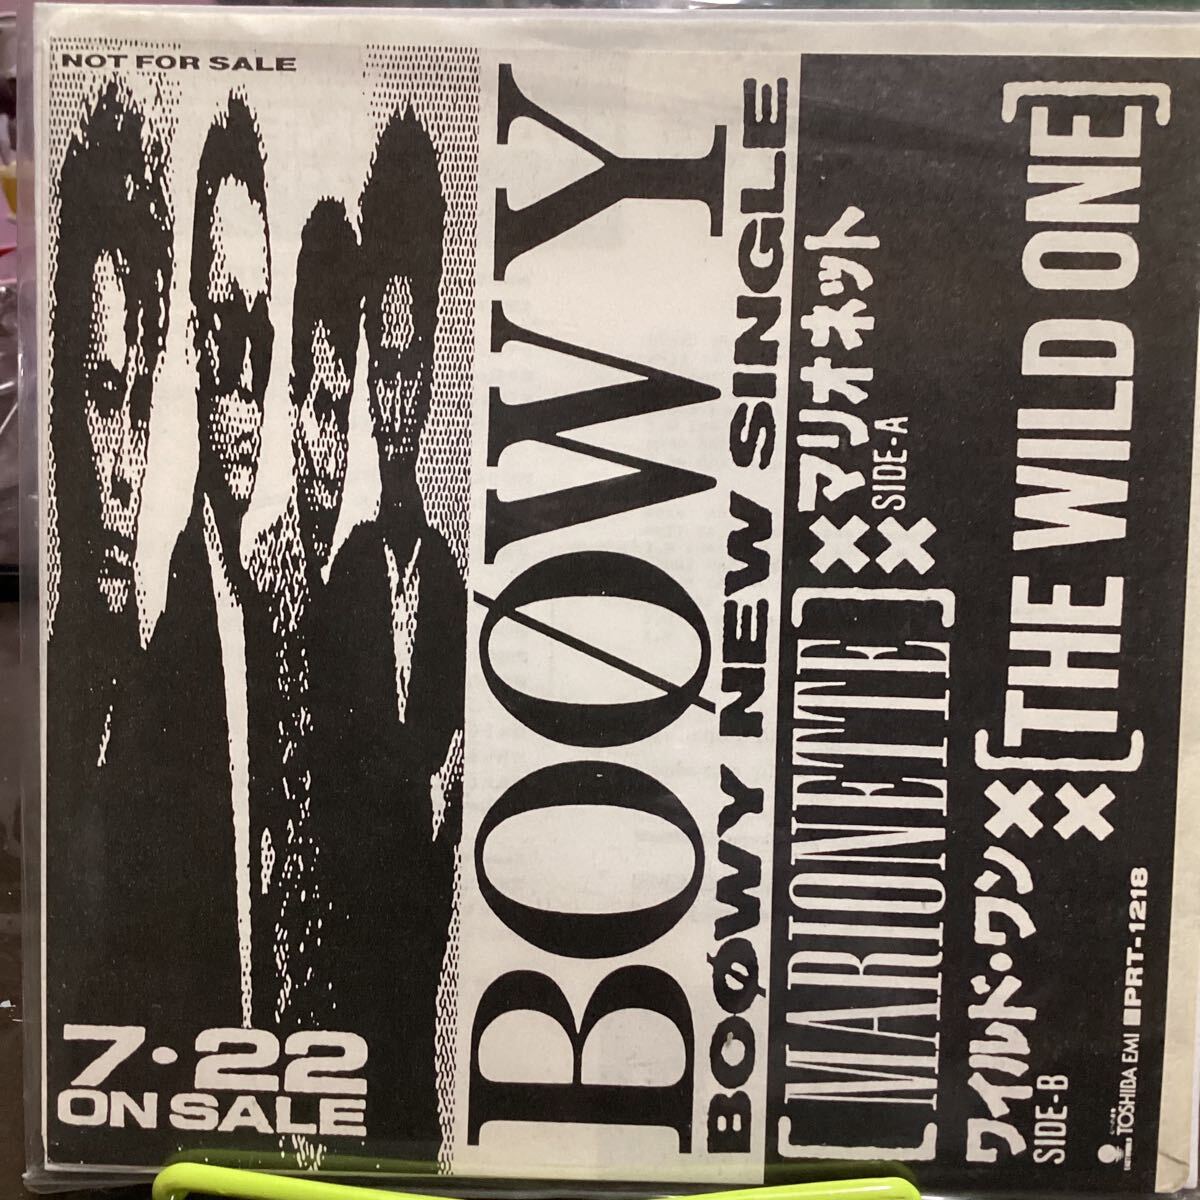 NOT FOR SALE
7・22
ON SALE
BOØWY
BOØWY NEW SINGLE
[MARIONETTE]
××マリオネット
SIDE-A
ワイルド・ワン××
[THE WILD ONE]
SIDE-B
TOSHIBA EMI ■PRT-1218